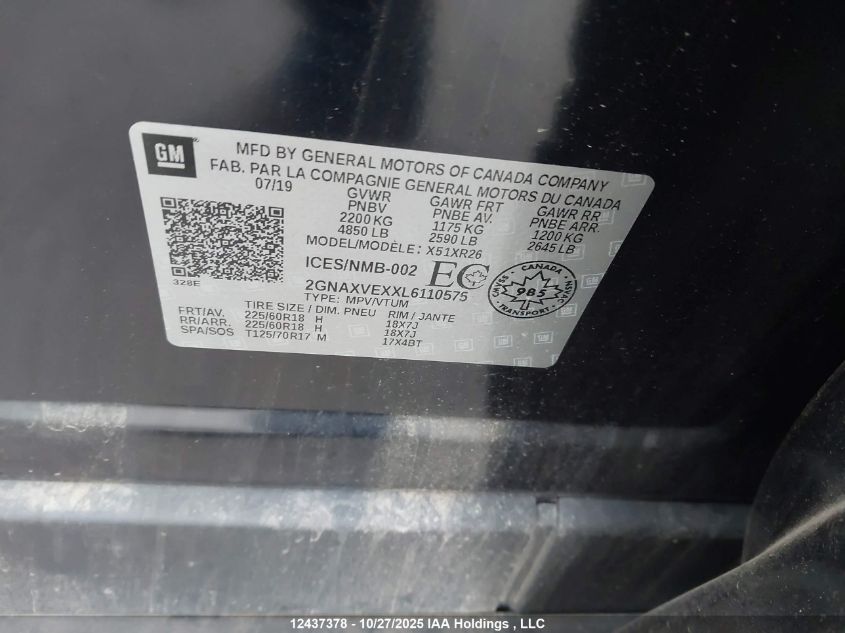 GM
MFD BY GENERAL MOTORS OF CANADA COMPANY
FAB. PAR LA COMPAGNIE GENERAL MOTORS DU CANADA
07/19 GVWR GAWR FRT GAWR RR
PNBV PNBE AV. PNBE ARR.
2200 KG 1175 KG 1200 KG
4850 LB 2590 LB 2645 LB
MODEL/MODÈLE: X51XR26
328E
ICES/NMB-002 EC
CANADA
985
TRANSPORT
2GNAXVEXXL6110575
TYPE: MPV/VTUM
TIRE SIZE / DIM. PNEU RIM / JANTE
FRT/AV. 225/60R18 H 18X7J
RR/ARR. 225/60R18 H 18X7J
SPA/SOS T125/70R17 M 17X4BT
12437378 - 10/27/2025 IAA Holdings , LLC